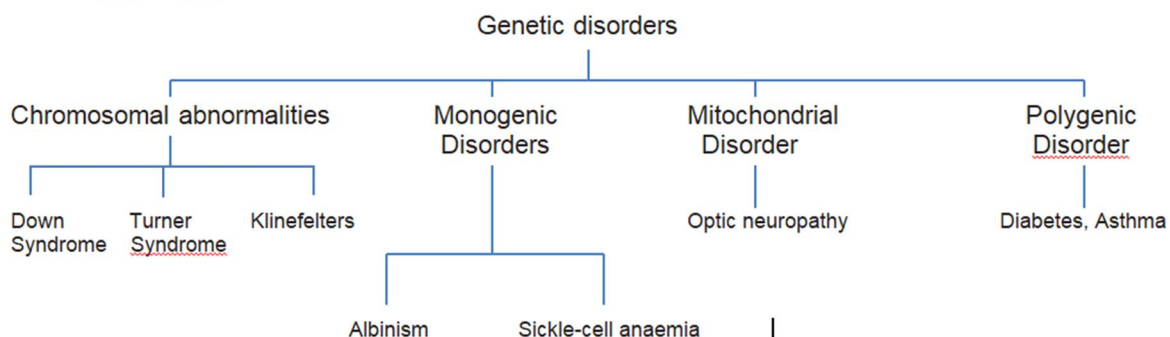 Genetic disorders
Chromosomal abnormalities
Monogenic
Disorders
Mitochondrial
Disorder
Polygenic
Disorder
Down
Syndrome
Turner
Syndrome
Klinefelters
Optic neuropathy
Diabetes, Asthma
Albinism
Sickle-cell anaemia